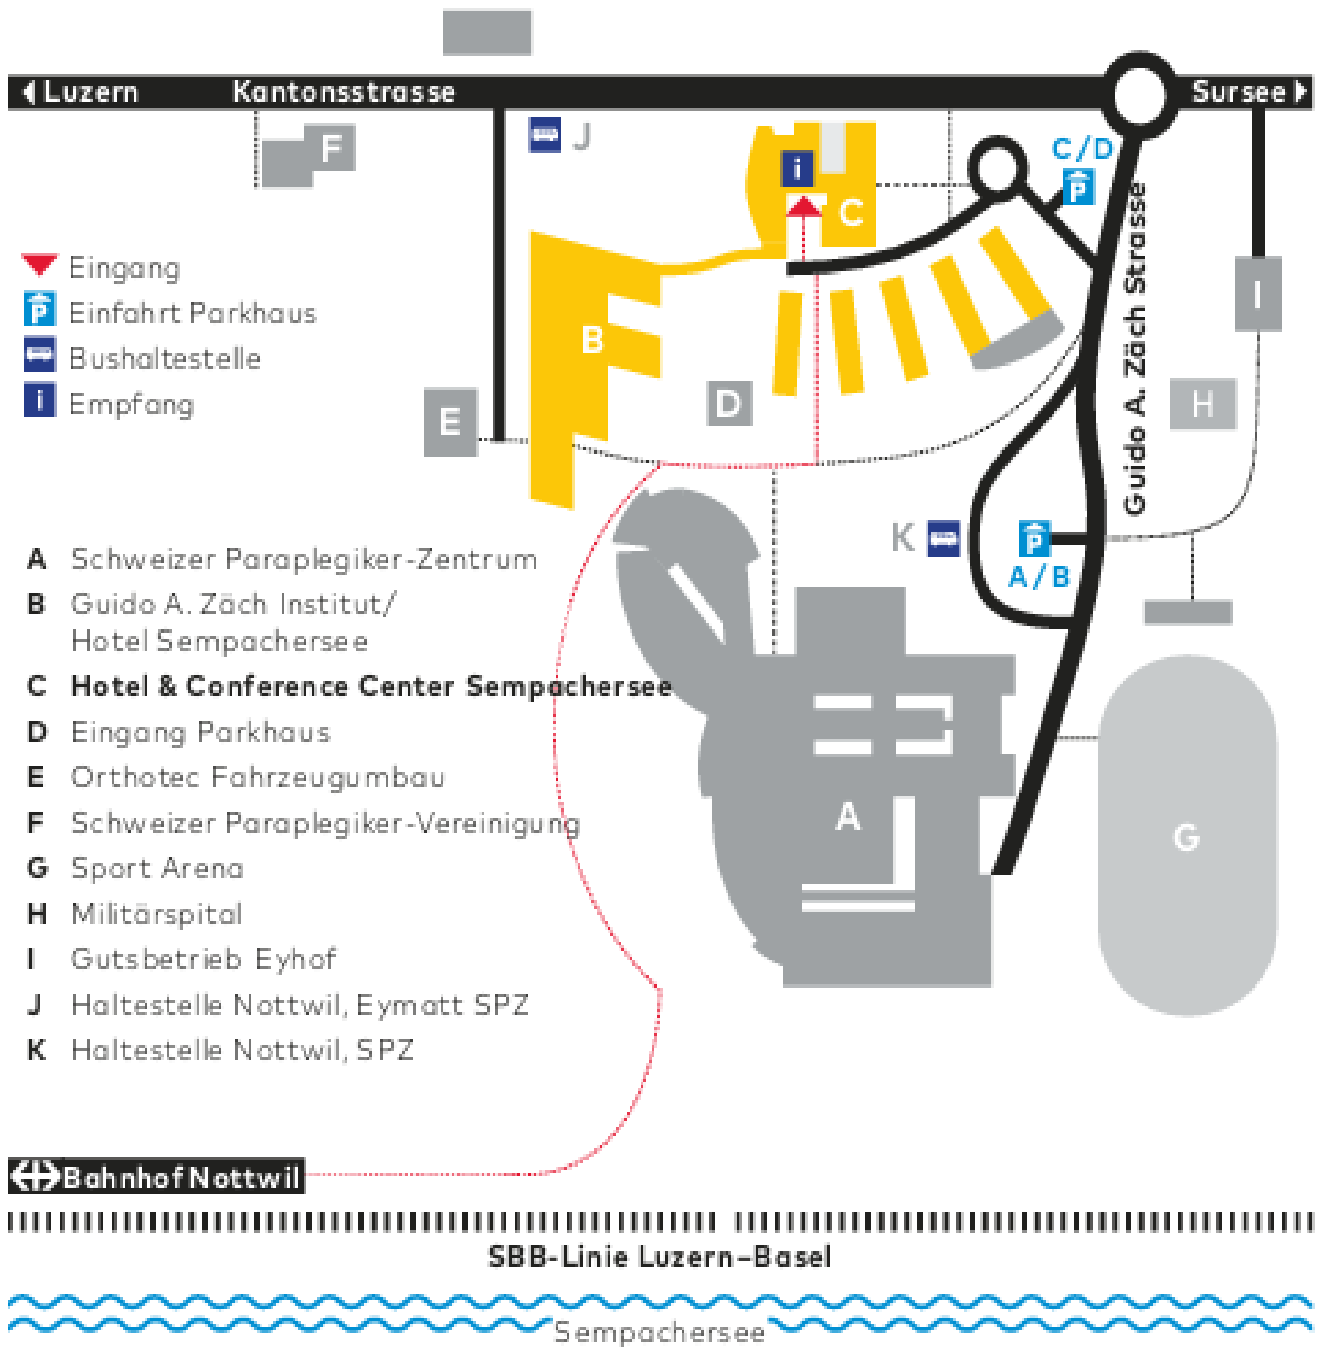 Luzern
Kantonsstrasse
Sursee
F
J
i
C
C/D
P
Guido A. Zäch Strasse
I
H
B
D
E
Eingang
P Einfahrt Parkhaus
Bushaltestelle
i Empfang
K
P
A/B
A
G
A Schweizer Paraplegiker-Zentrum
B Guido A. Zäch Institut/
Hotel Sempachersee
C Hotel & Conference Center Sempachersee
D Eingang Parkhaus
E Orthotec Fahrzeugumbau
F Schweizer Paraplegiker-Vereinigung
G Sport Arena
H Militärspital
I Gutsbetrieb Eyhof
J Haltestelle Nottwil, Eymatt SPZ
K Haltestelle Nottwil, SPZ
Bahnhof Nottwil
SBB-Linie Luzern–Basel
Sempachersee